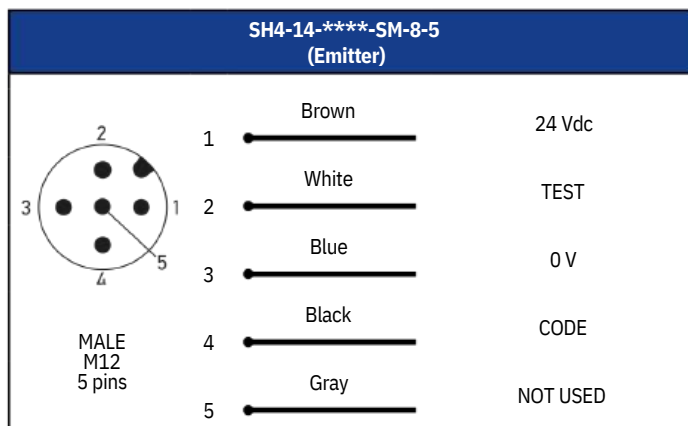 SH4-14-****-SM-8-5
(Emitter)
2
3
1
5
4
MALE
M12
5 pins
1 Brown 24 Vdc
2 White TEST
3 Blue 0 V
4 Black CODE
5 Gray NOT USED